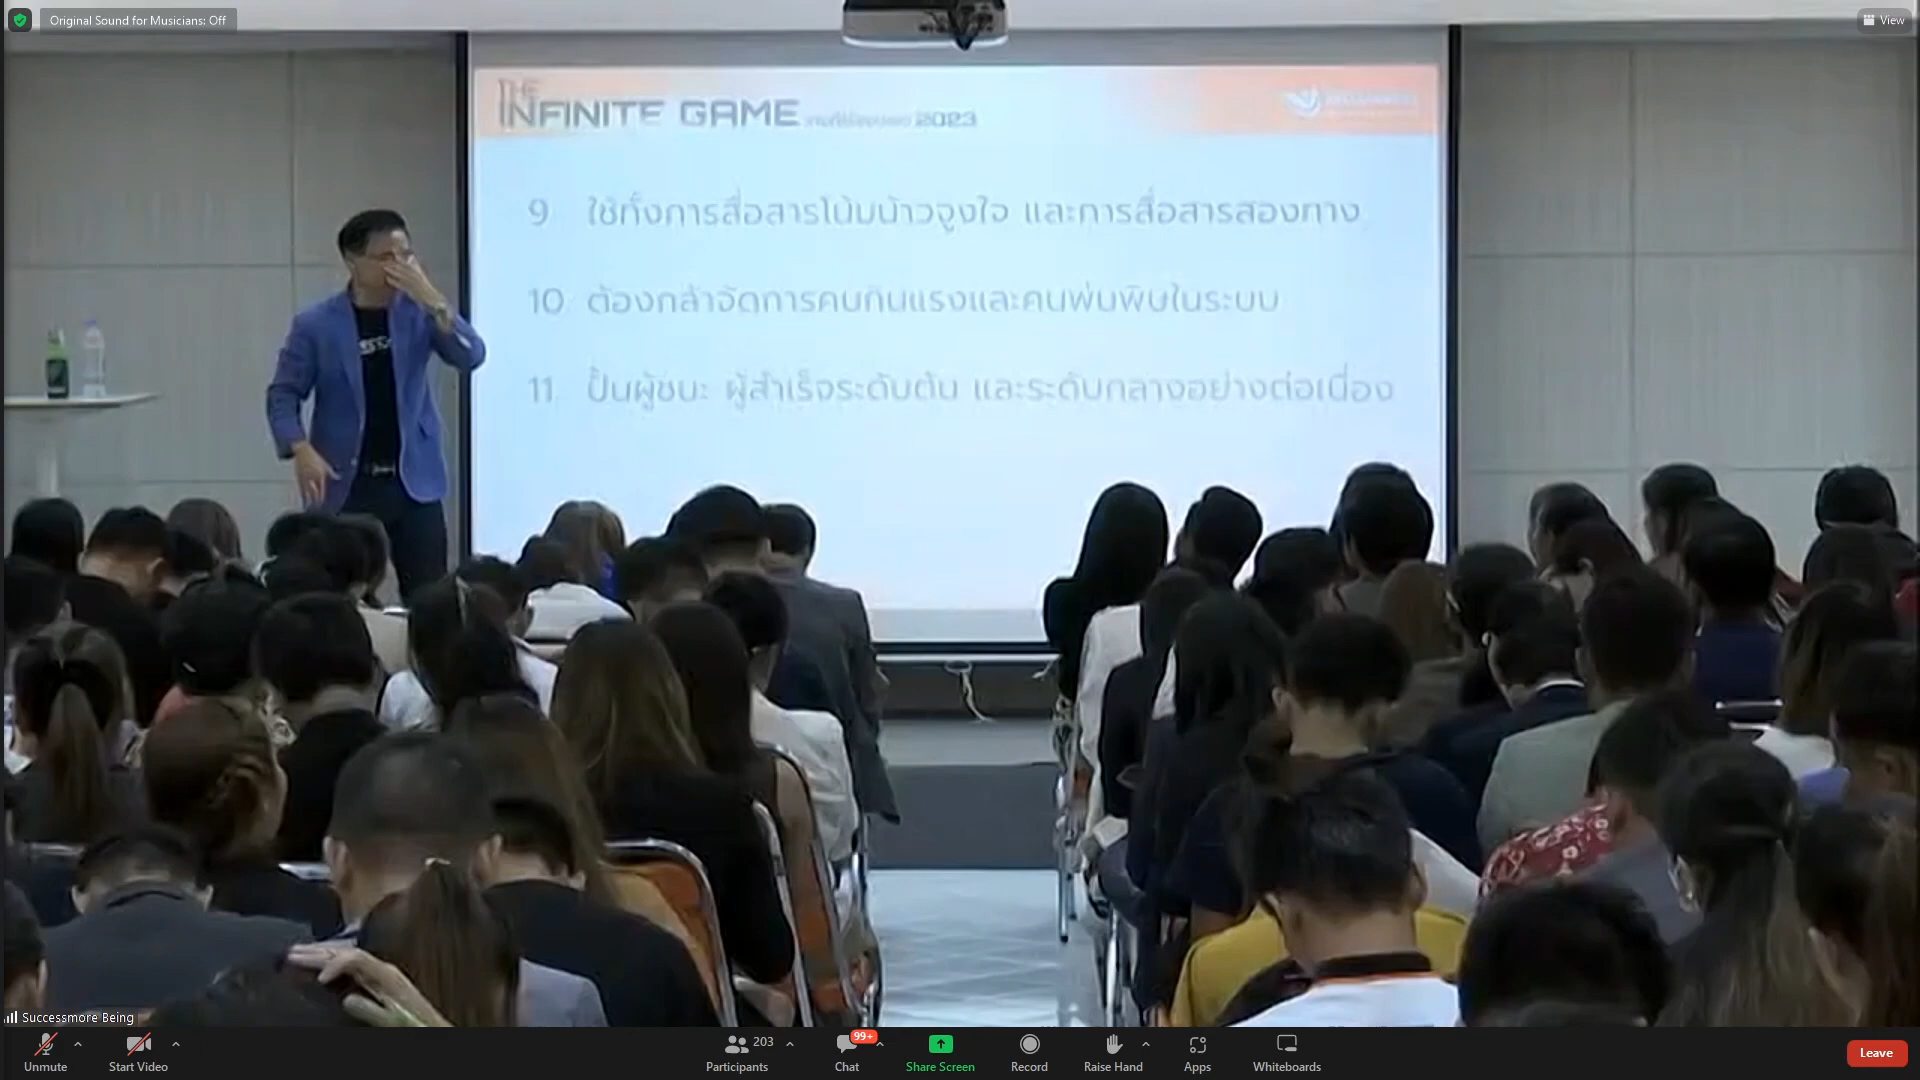 Original Sound for Musicians: Off
View
THE
INFINITE GAME 2023
9 ใช้ทั้งการสื่อสารโน้มน้าวจูงใจ และการสื่อสารสองทาง
10 ต้องกล้าจัดการคนกินแรงและคนพ่นพิษในระบบ
11 ปั้นผู้ชนะ ผู้สำเร็จระดับต้น และระดับกลางอย่างต่อเนื่อง
Successmore Being
Unmute
Start Video
203
Participants
99+
Chat
Share Screen
Record
Raise Hand
Apps
Whiteboards
Leave